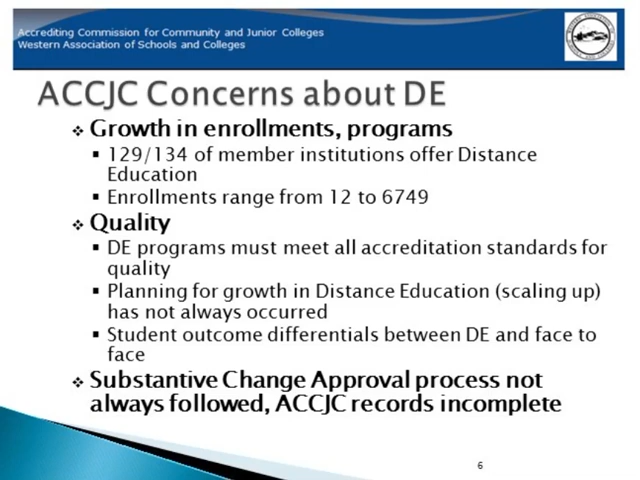 Accrediting Commission for Community and Junior Colleges
Western Association of Schools and Colleges
ACCJC Concerns about DE
❖ Growth in enrollments, programs
▪ 129/134 of member institutions offer Distance
Education
▪ Enrollments range from 12 to 6749
❖ Quality
▪ DE programs must meet all accreditation standards for
quality
▪ Planning for growth in Distance Education (scaling up)
has not always occurred
▪ Student outcome differentials between DE and face to
face
❖ Substantive Change Approval process not
always followed, ACCJC records incomplete
6